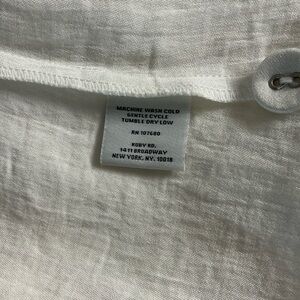 MACHINE WASH COLD
GENTLE CYCLE
TUMBLE DRY LOW
RN 107680
RUBY RD.
1411 BROADWAY
NEW YORK, NY. 10018